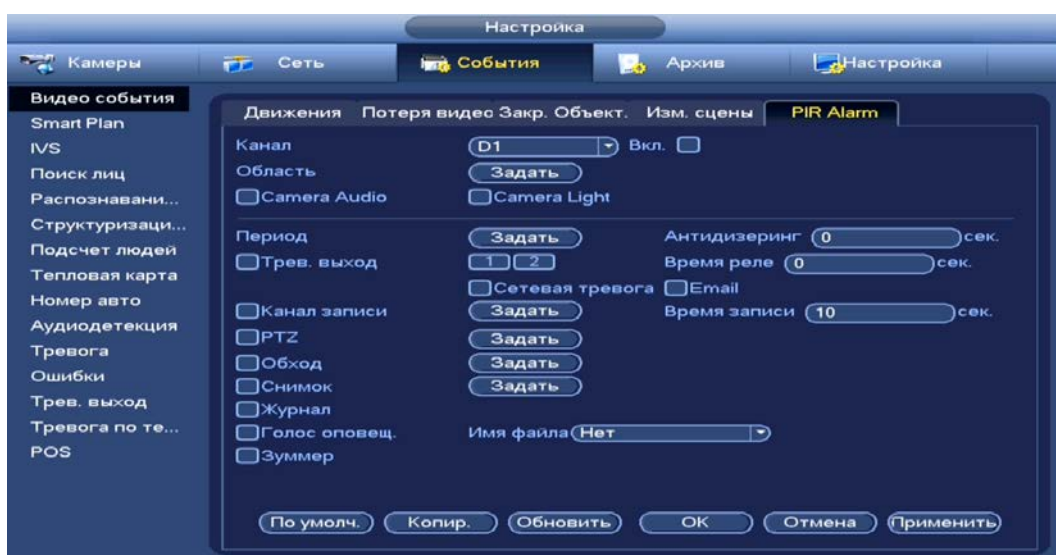 Настройка
Камеры Сеть События Архив Настройка
Видео события
Smart Plan
IVS
Поиск лиц
Распознавани...
Структуризаци...
Подсчет людей
Тепловая карта
Номер авто
Аудиодетекция
Тревога
Ошибки
Трев. выход
Тревога по те...
POS
Движения Потеря видео Закр. Объект. Изм. сцены PIR Alarm
Канал D1 Вкл.
Область Задать
Camera Audio Camera Light
Период Задать Антидизеринг 0 сек.
Трев. выход 1 2 Время реле 0 сек.
Сетевая тревога Email
Канал записи Задать Время записи 10 сек.
PTZ Задать
Обход Задать
Снимок Задать
Журнал
Голос оповещ. Имя файла Нет
Зуммер
По умолч. Копир. Обновить OK Отмена Применить